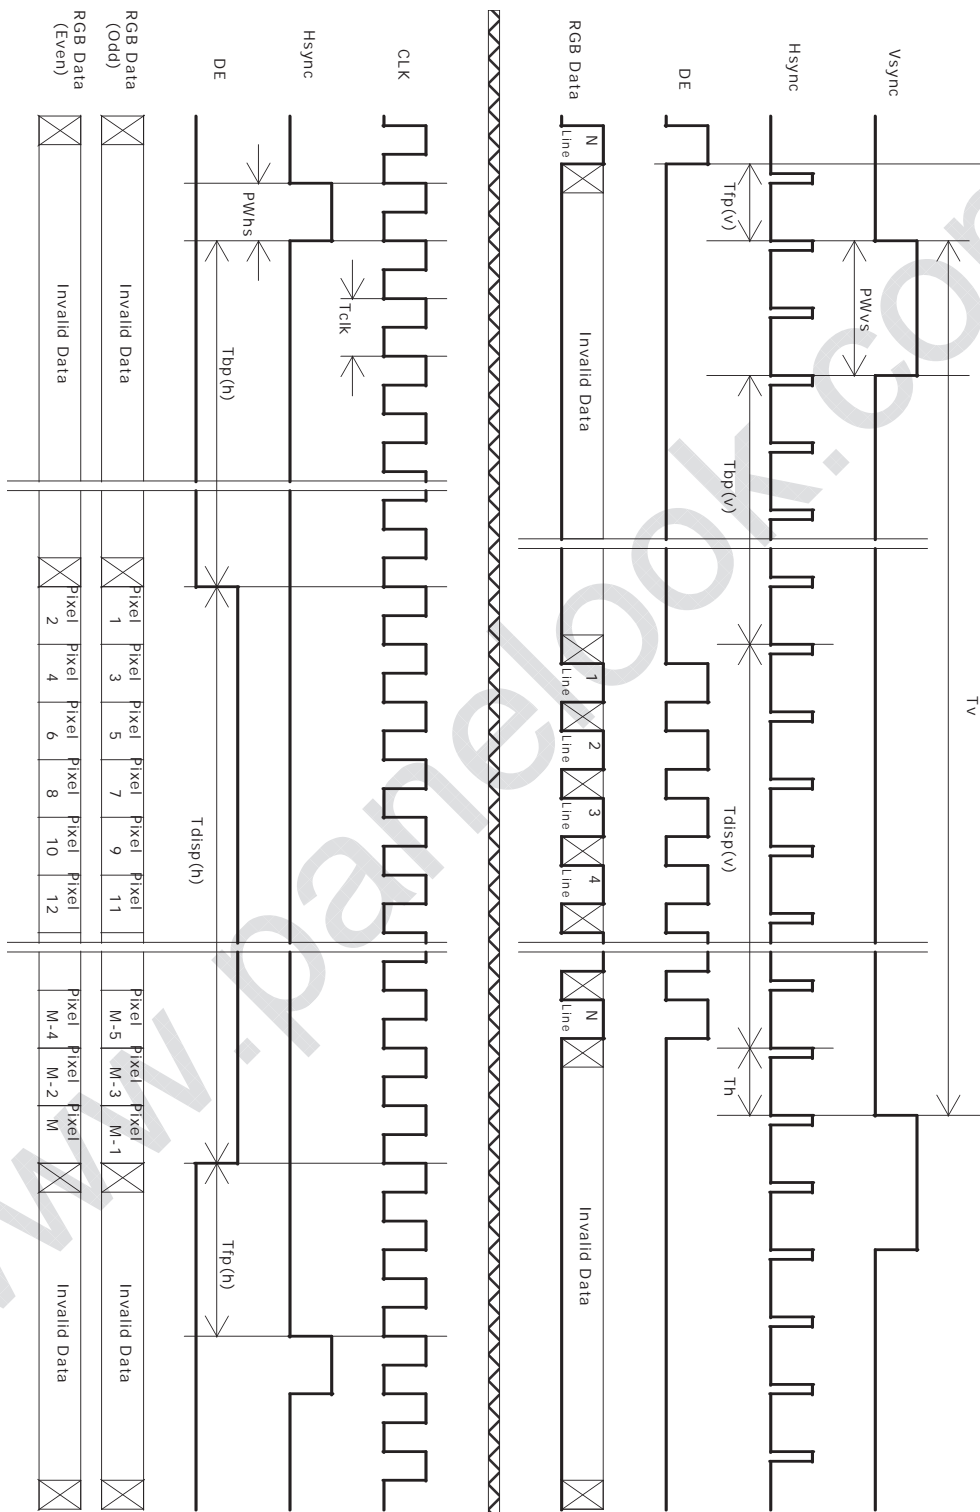 Vsync
Tv
Hsync
PWvs
Tfp(v)
Tbp(v)
Tdisp(v)
Th
DE
RGB Data
Line N
Invalid Data
Line 1
Line 2
Line 3
Line 4
Line N
Invalid Data
CLK
Tclk
Hsync
PWhs
DE
Tbp(h)
Tdisp(h)
Tfp(h)
RGB Data
(Odd)
Invalid Data
Pixel 1
Pixel 3
Pixel 5
Pixel 7
Pixel 9
Pixel 11
Pixel M-5
Pixel M-3
Pixel M-1
Invalid Data
RGB Data
(Even)
Invalid Data
Pixel 2
Pixel 4
Pixel 6
Pixel 8
Pixel 10
Pixel 12
Pixel M-4
Pixel M-2
Pixel M
Invalid Data
www.panelook.com